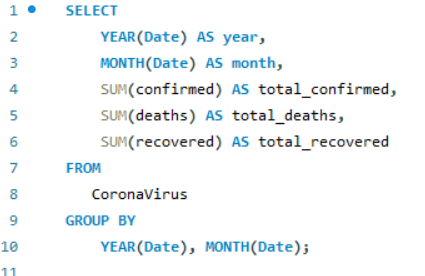 1 SELECT
2 YEAR(Date) AS year,
3 MONTH(Date) AS month,
4 SUM(confirmed) AS total_confirmed,
5 SUM(deaths) AS total_deaths,
6 SUM(recovered) AS total_recovered
7 FROM
8 CoronaVirus
9 GROUP BY
10 YEAR(Date), MONTH(Date);
11